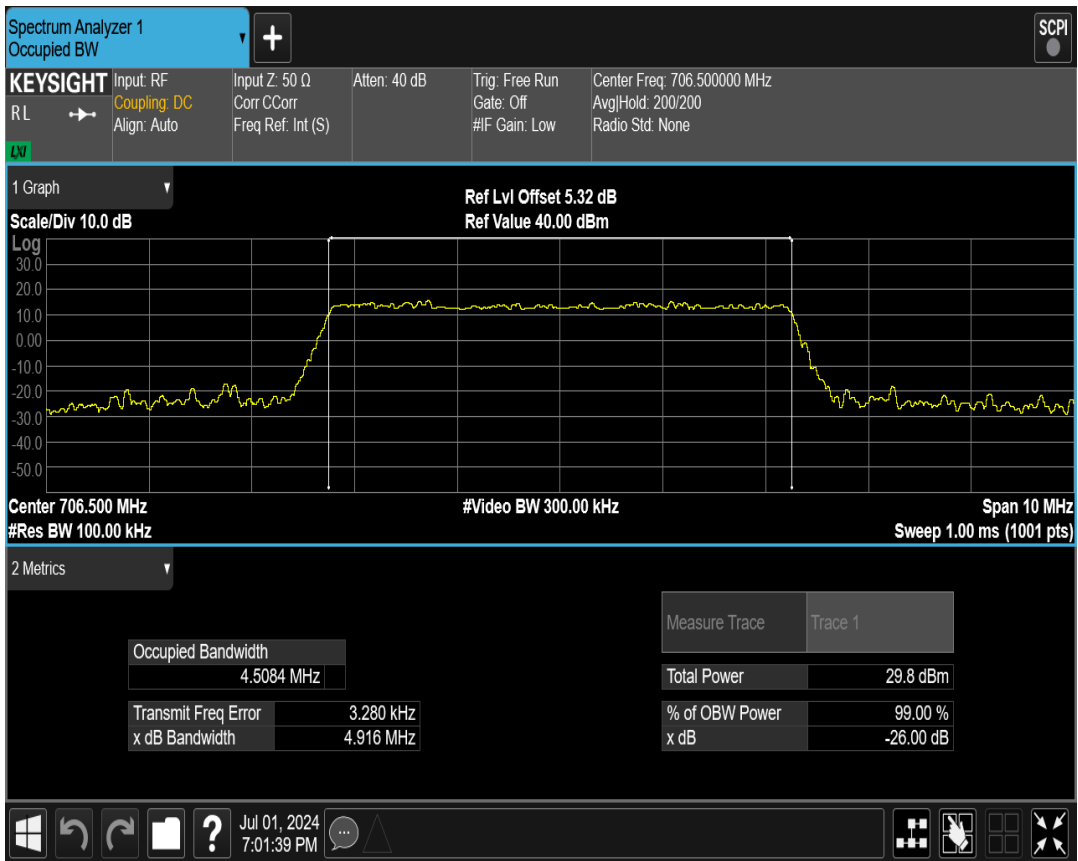 Spectrum Analyzer 1
Occupied BW
+
SCPI
KEYSIGHT
RL
LXI
Input: RF
Coupling: DC
Align: Auto
Input Z: 50 Ω
Corr CCorr
Freq Ref: Int (S)
Atten: 40 dB
Trig: Free Run
Gate: Off
#IF Gain: Low
Center Freq: 706.500000 MHz
Avg|Hold: 200/200
Radio Std: None
1 Graph
Ref Lvl Offset 5.32 dB
Scale/Div 10.0 dB
Ref Value 40.00 dBm
Log
30.0
20.0
10.0
0.00
-10.0
-20.0
-30.0
-40.0
-50.0
Center 706.500 MHz
#Video BW 300.00 kHz
Span 10 MHz
#Res BW 100.00 kHz
Sweep 1.00 ms (1001 pts)
2 Metrics
Measure Trace
Trace 1
Occupied Bandwidth
4.5084 MHz
Total Power
29.8 dBm
Transmit Freq Error
3.280 kHz
% of OBW Power
99.00 %
x dB Bandwidth
4.916 MHz
x dB
-26.00 dB
?
Jul 01, 2024
7:01:39 PM